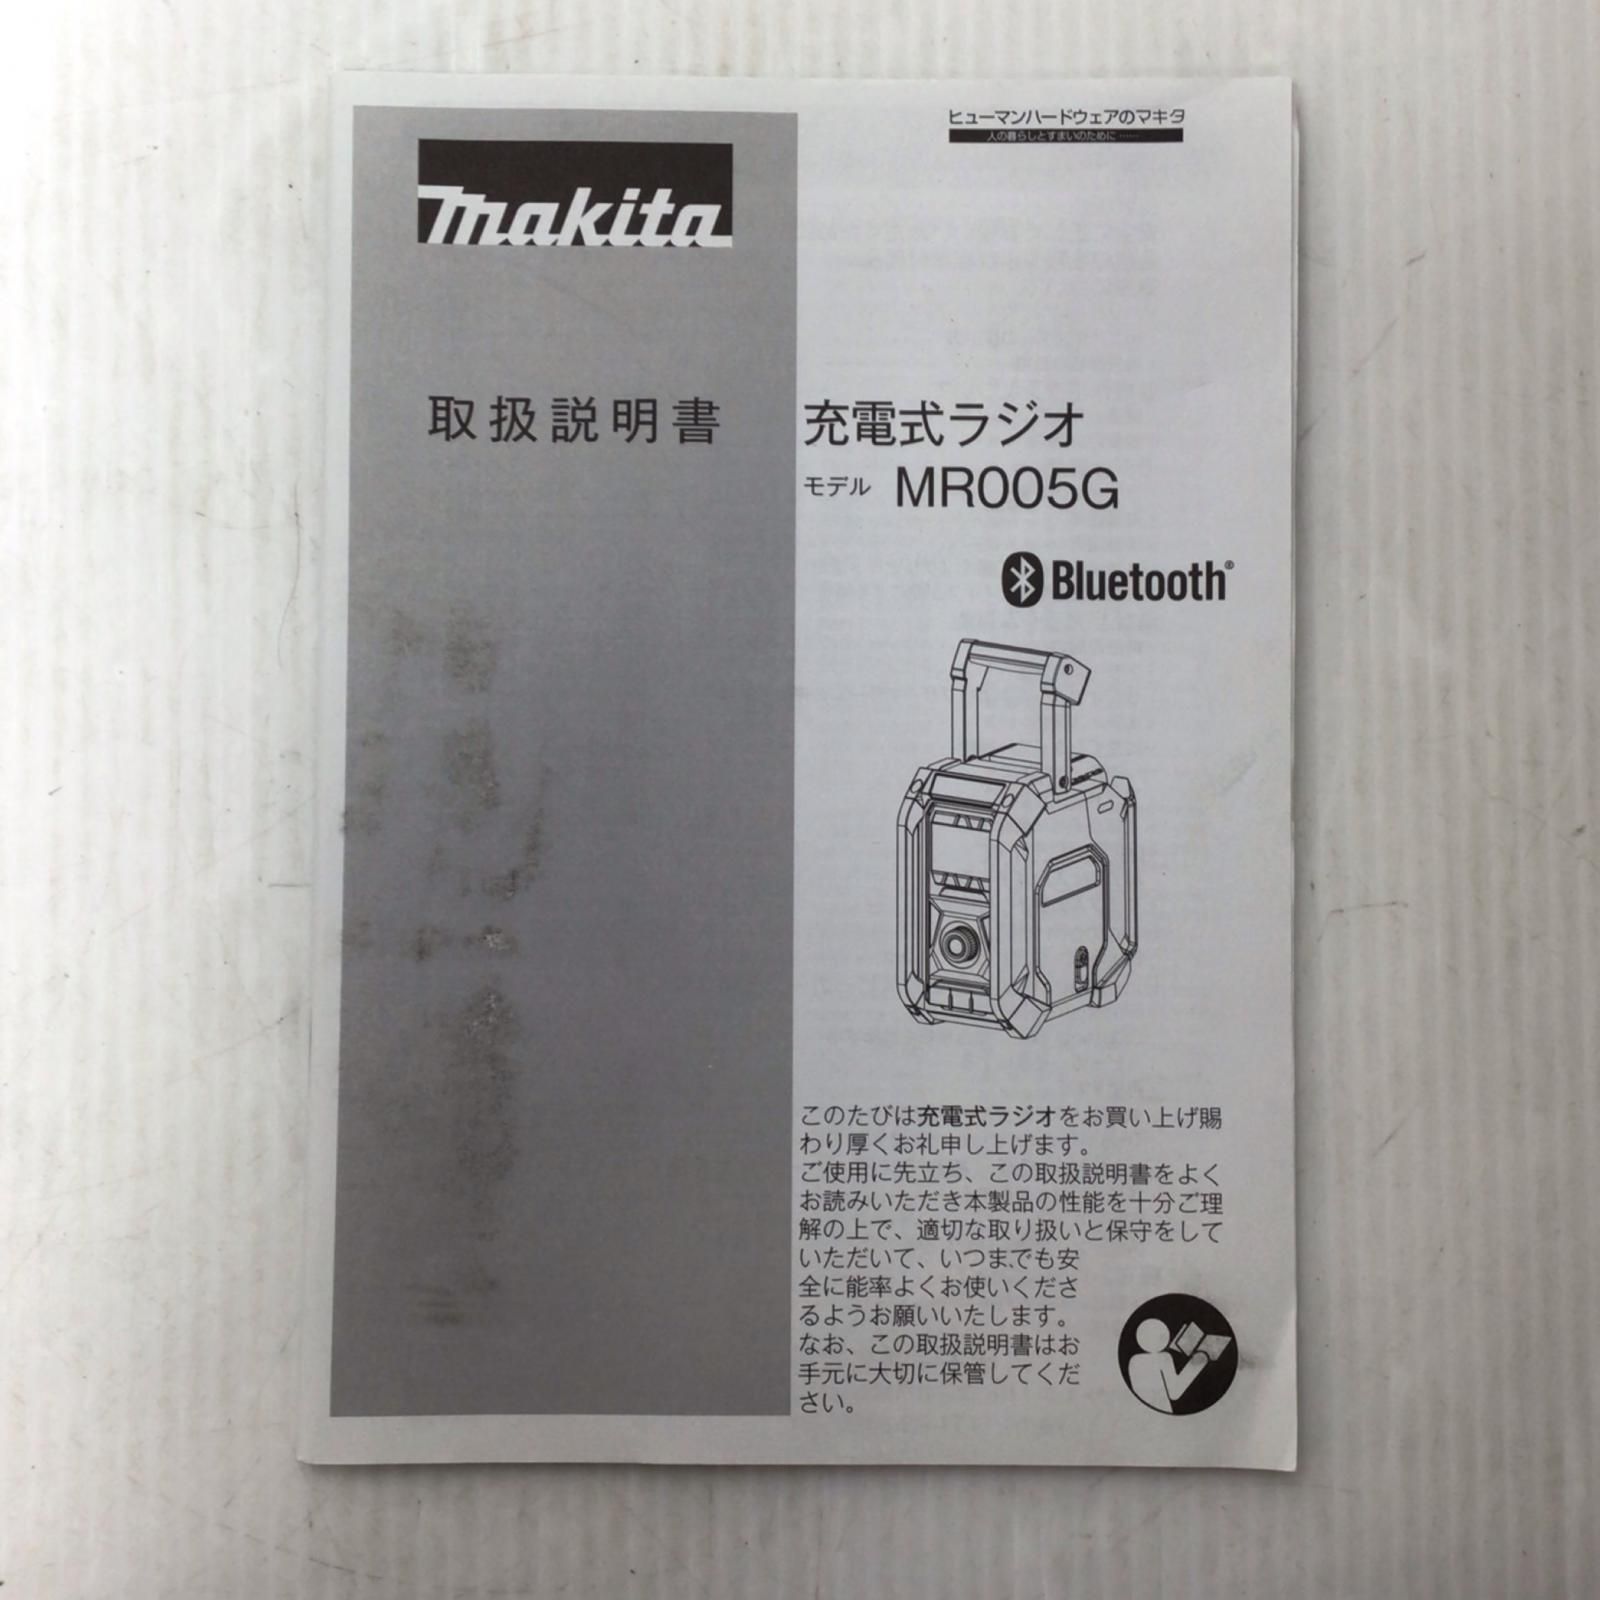 ヒューマンハードウェアのマキタ
人の暮らしとすまいのために……
makita
取扱説明書
充電式ラジオ
モデル MR005G
Bluetooth®
このたびは充電式ラジオをお買い上げ賜
わり厚くお礼申し上げます。
ご使用に先立ち、この取扱説明書をよく
お読みいただき本製品の性能を十分ご理
解の上で、適切な取り扱いと保守をして
いただいて、いつまでも安
全に能率よくお使いくださ
るようお願いいたします。
なお、この取扱説明書はお
手元に大切に保管してくだ
さい。